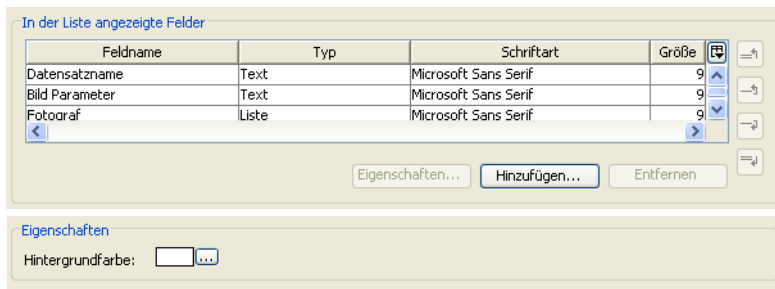 In der Liste angezeigte Felder
Feldname Typ Schriftart Größe
Datensatzname Text Microsoft Sans Serif 9
Bild Parameter Text Microsoft Sans Serif 9
Fotograf Liste Microsoft Sans Serif 9
Eigenschaften... Hinzufügen... Entfernen
Eigenschaften
Hintergrundfarbe: ...